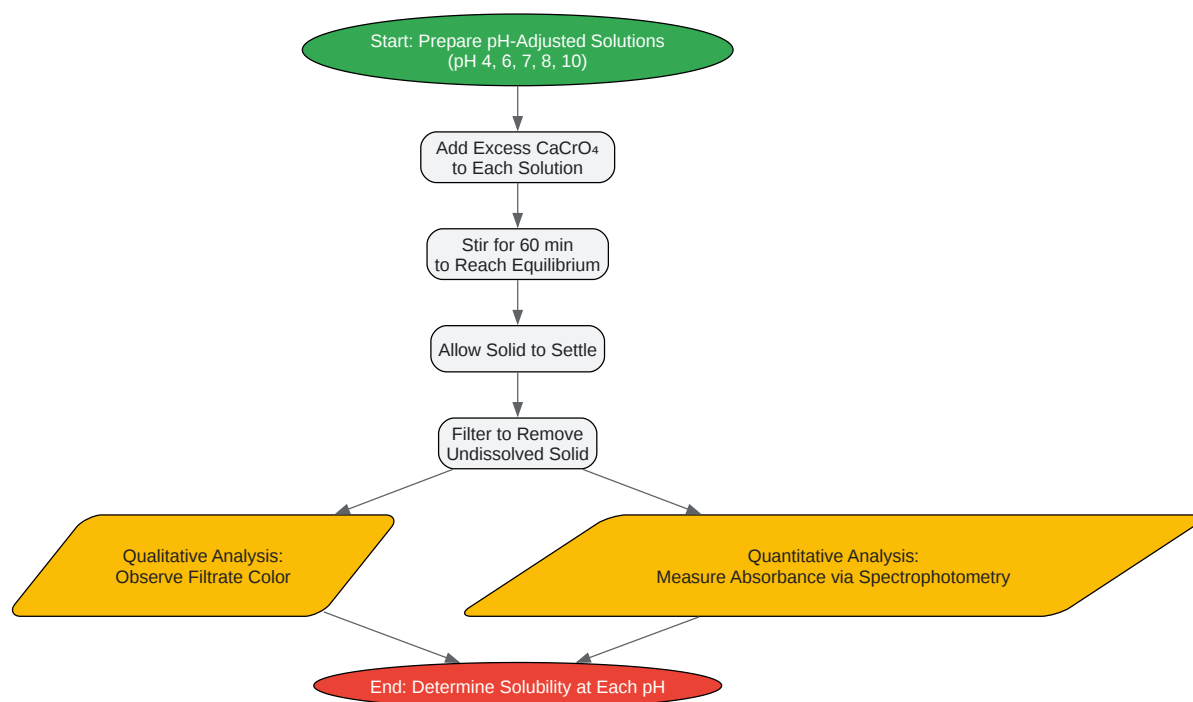 Start: Prepare pH-Adjusted Solutions
(pH 4, 6, 7, 8, 10)
Add Excess CaCrO₄
to Each Solution
Stir for 60 min
to Reach Equilibrium
Allow Solid to Settle
Filter to Remove
Undissolved Solid
Qualitative Analysis:
Observe Filtrate Color
Quantitative Analysis:
Measure Absorbance via Spectrophotometry
End: Determine Solubility at Each pH